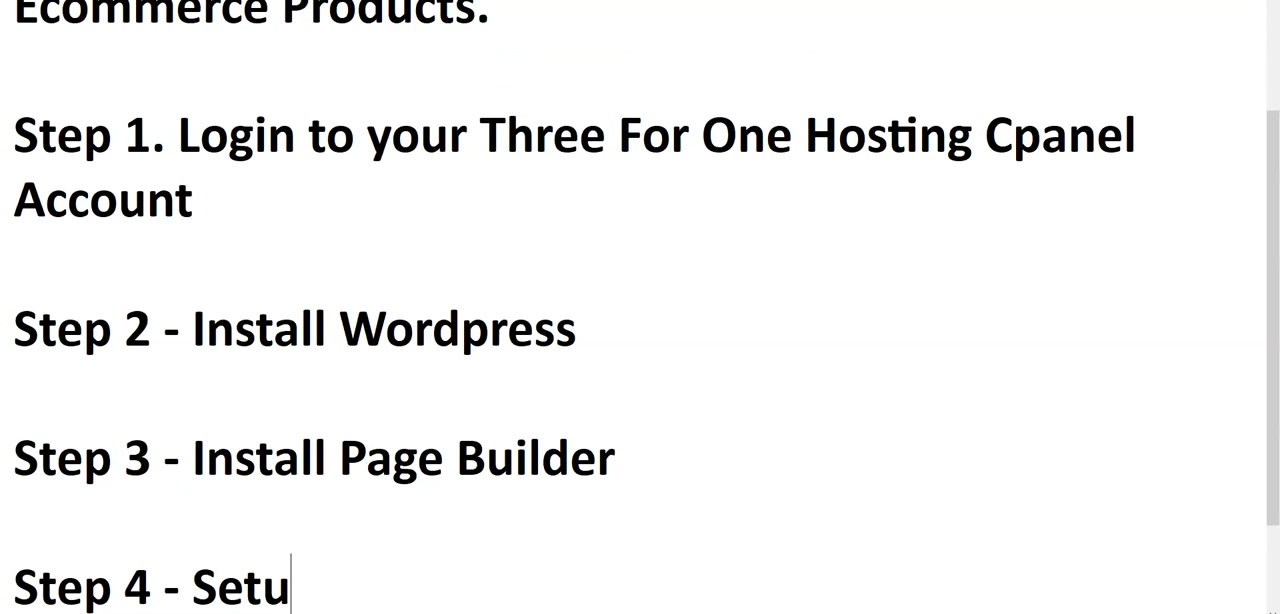 Ecommerce Products.
Step 1. Login to your Three For One Hosting Cpanel
Account
Step 2 - Install Wordpress
Step 3 - Install Page Builder
Step 4 - Setu